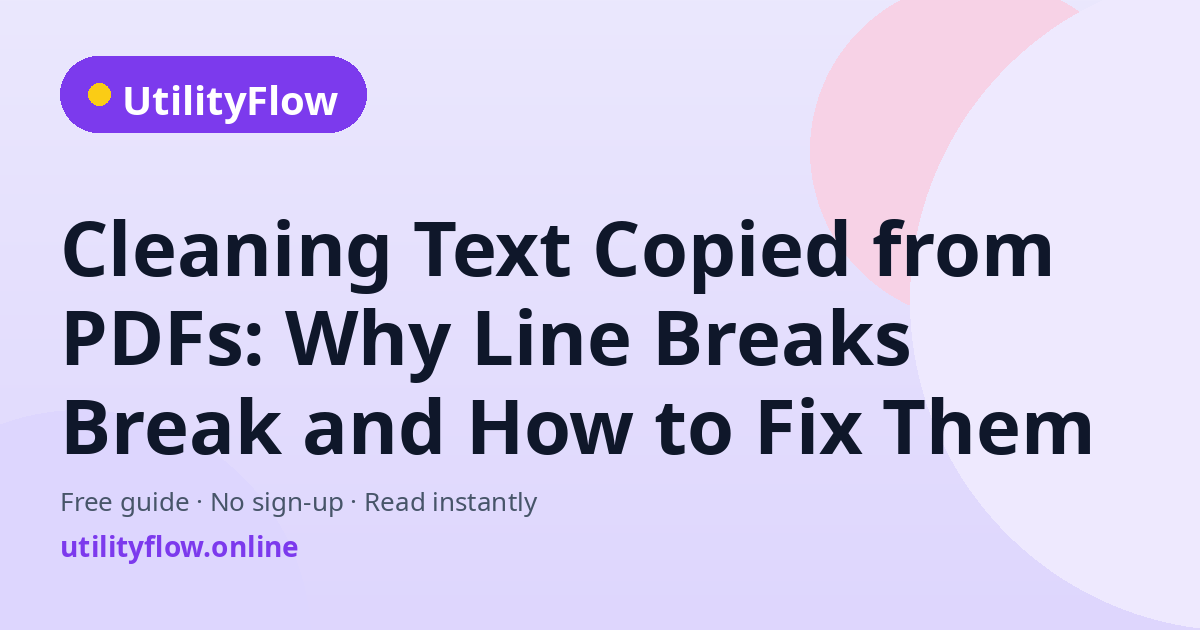 UtilityFlow
Cleaning Text Copied from
PDFs: Why Line Breaks
Break and How to Fix Them
Free guide · No sign-up · Read instantly
utilityflow.online